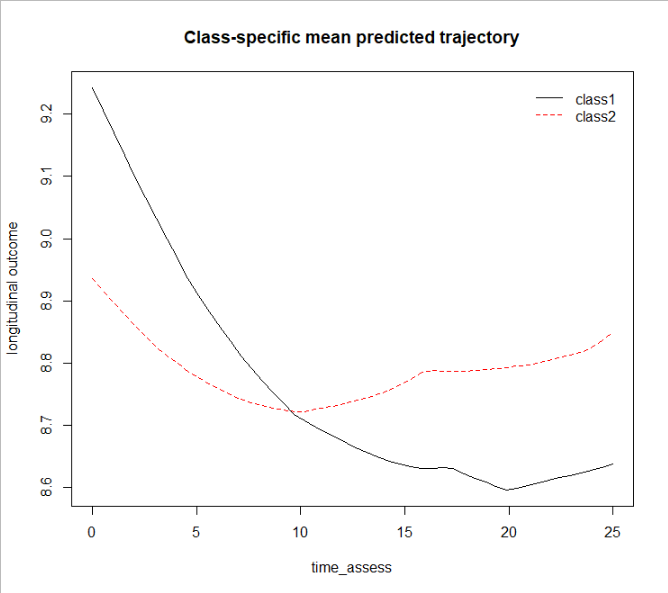 Class-specific mean predicted trajectory
class1
class2
9.2
9.1
9.0
8.9
8.8
8.7
8.6
longitudinal outcome
0 5 10 15 20 25
time_assess